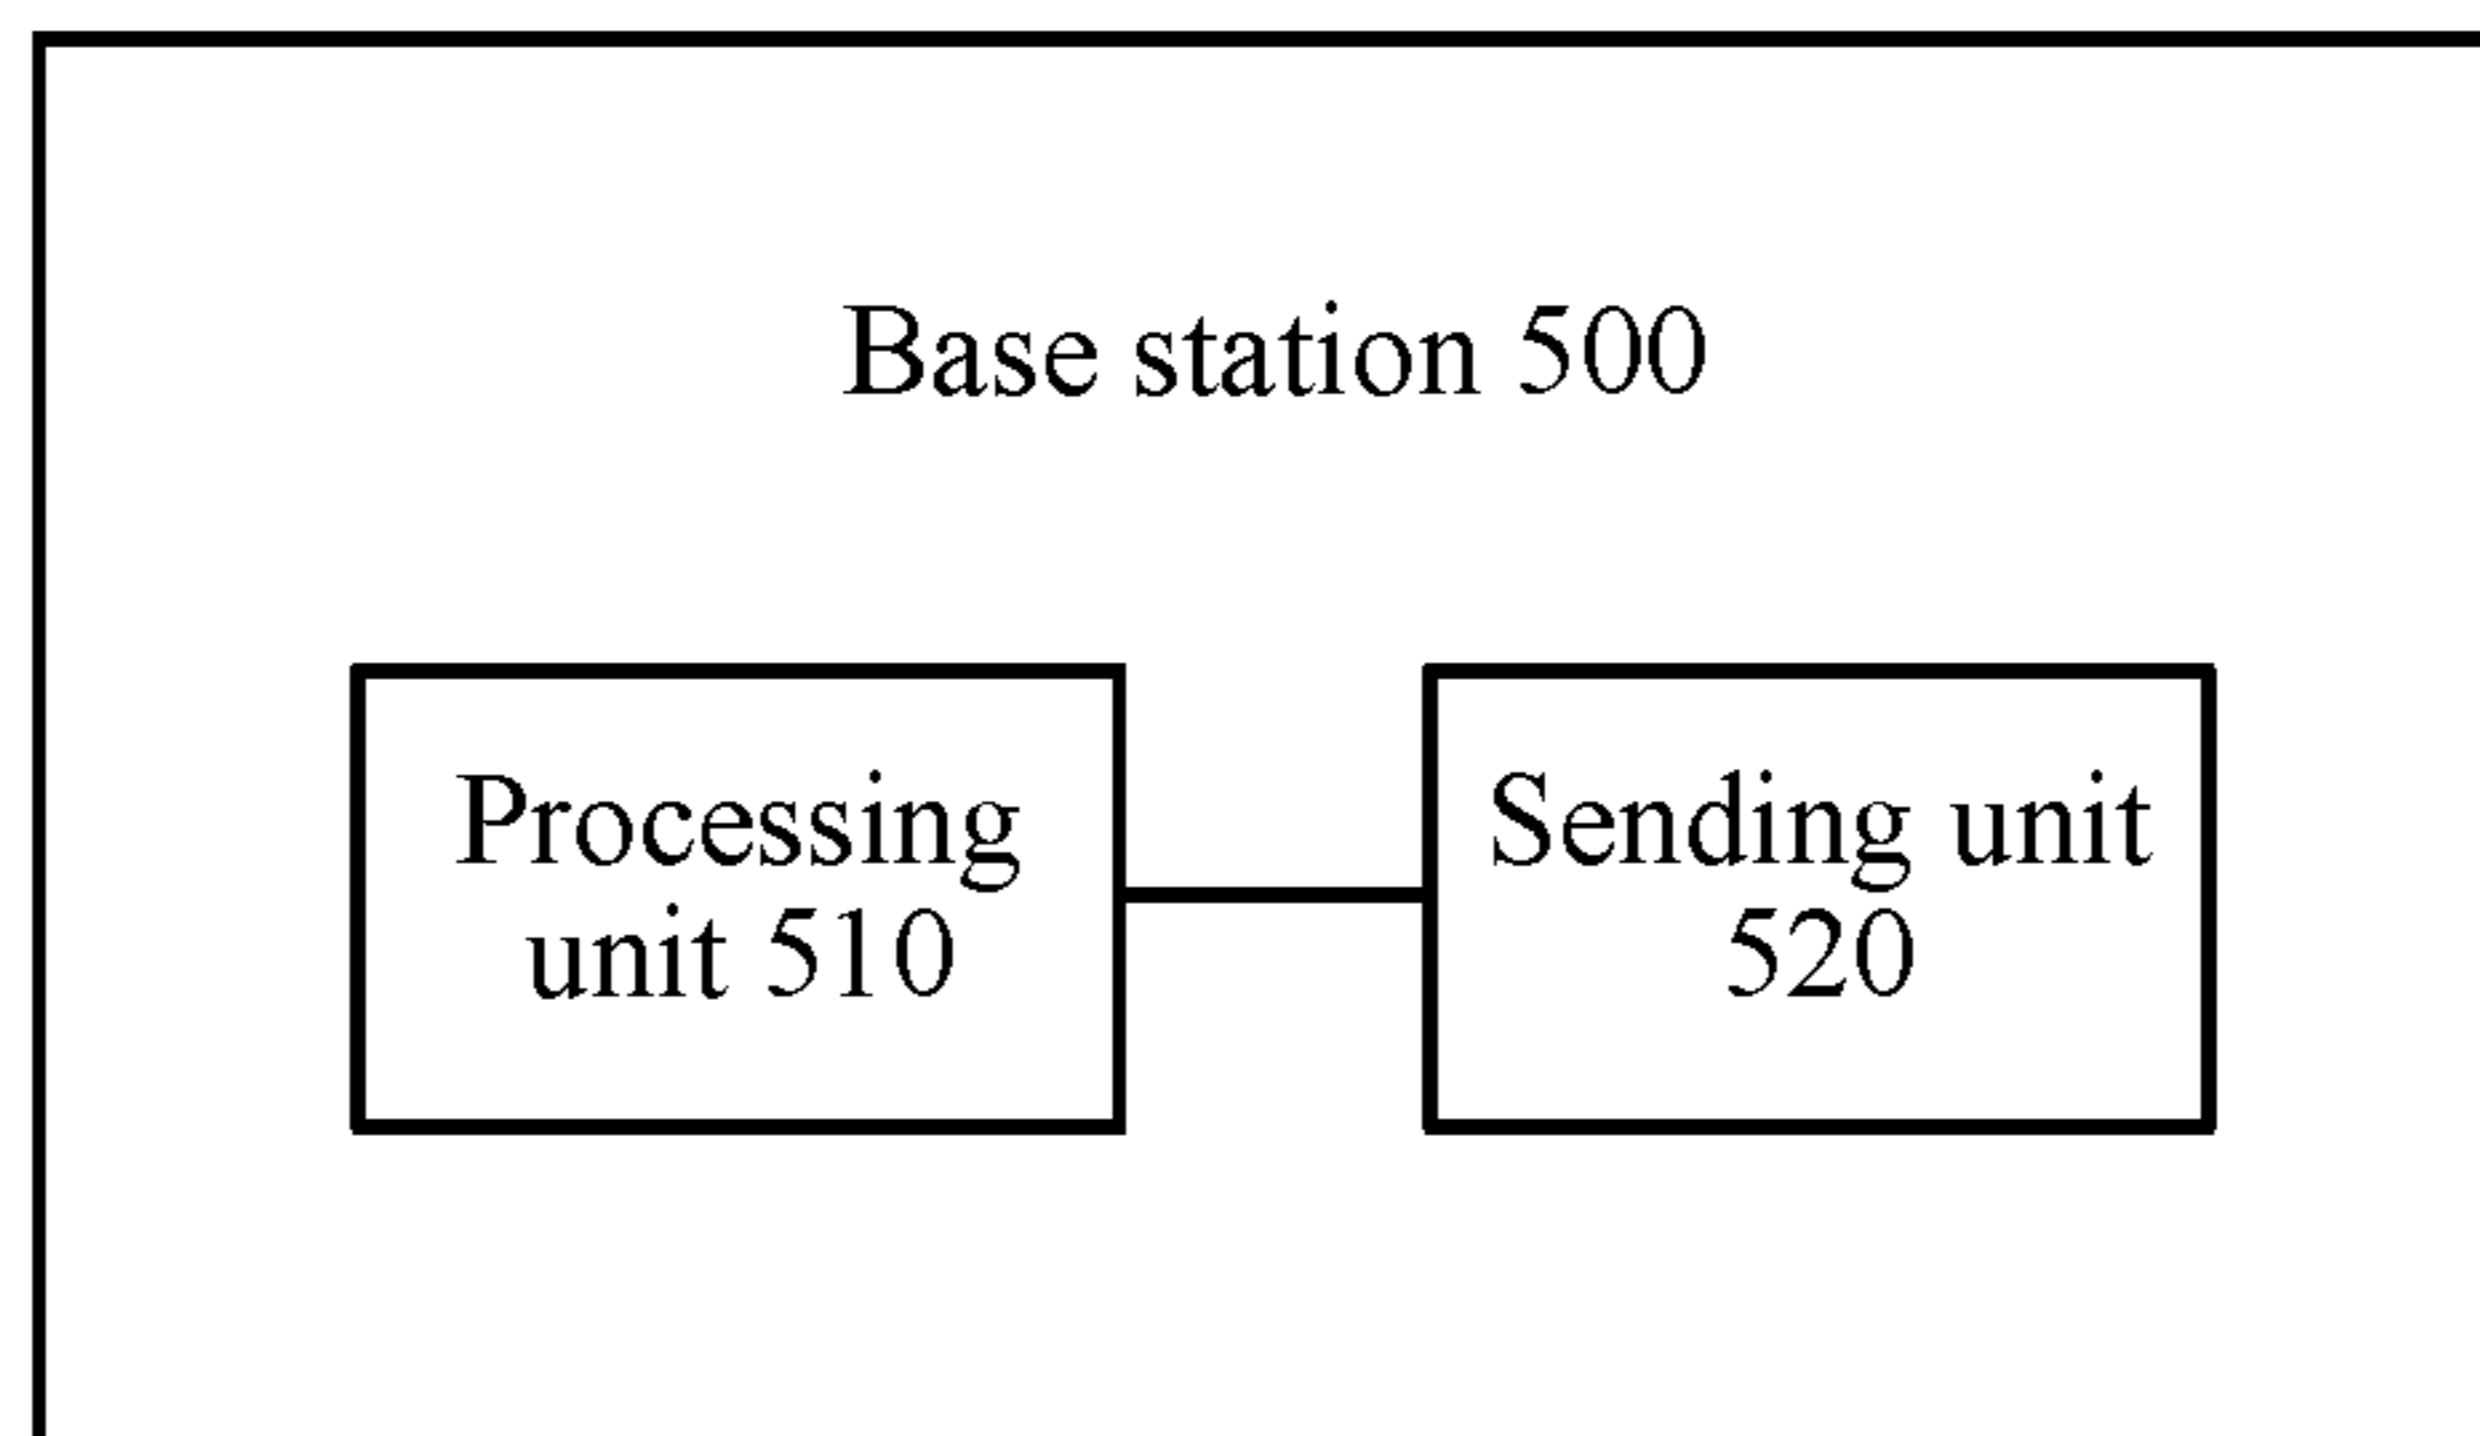 Base station 500
Processing
unit 510
Sending unit
520